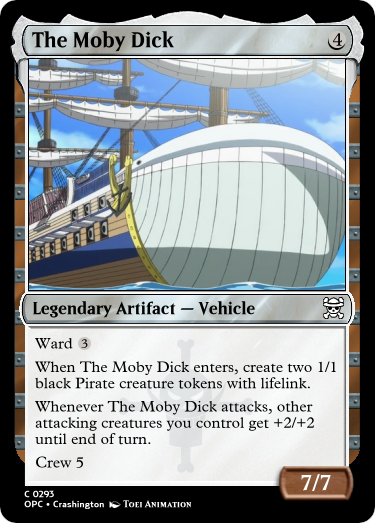 The Moby Dick 4
Legendary Artifact — Vehicle
Ward 3
When The Moby Dick enters, create two 1/1
black Pirate creature tokens with lifelink.
Whenever The Moby Dick attacks, other
attacking creatures you control get +2/+2
until end of turn.
Crew 5
7/7
C 0293
OPC • Crashington TOEI ANIMATION